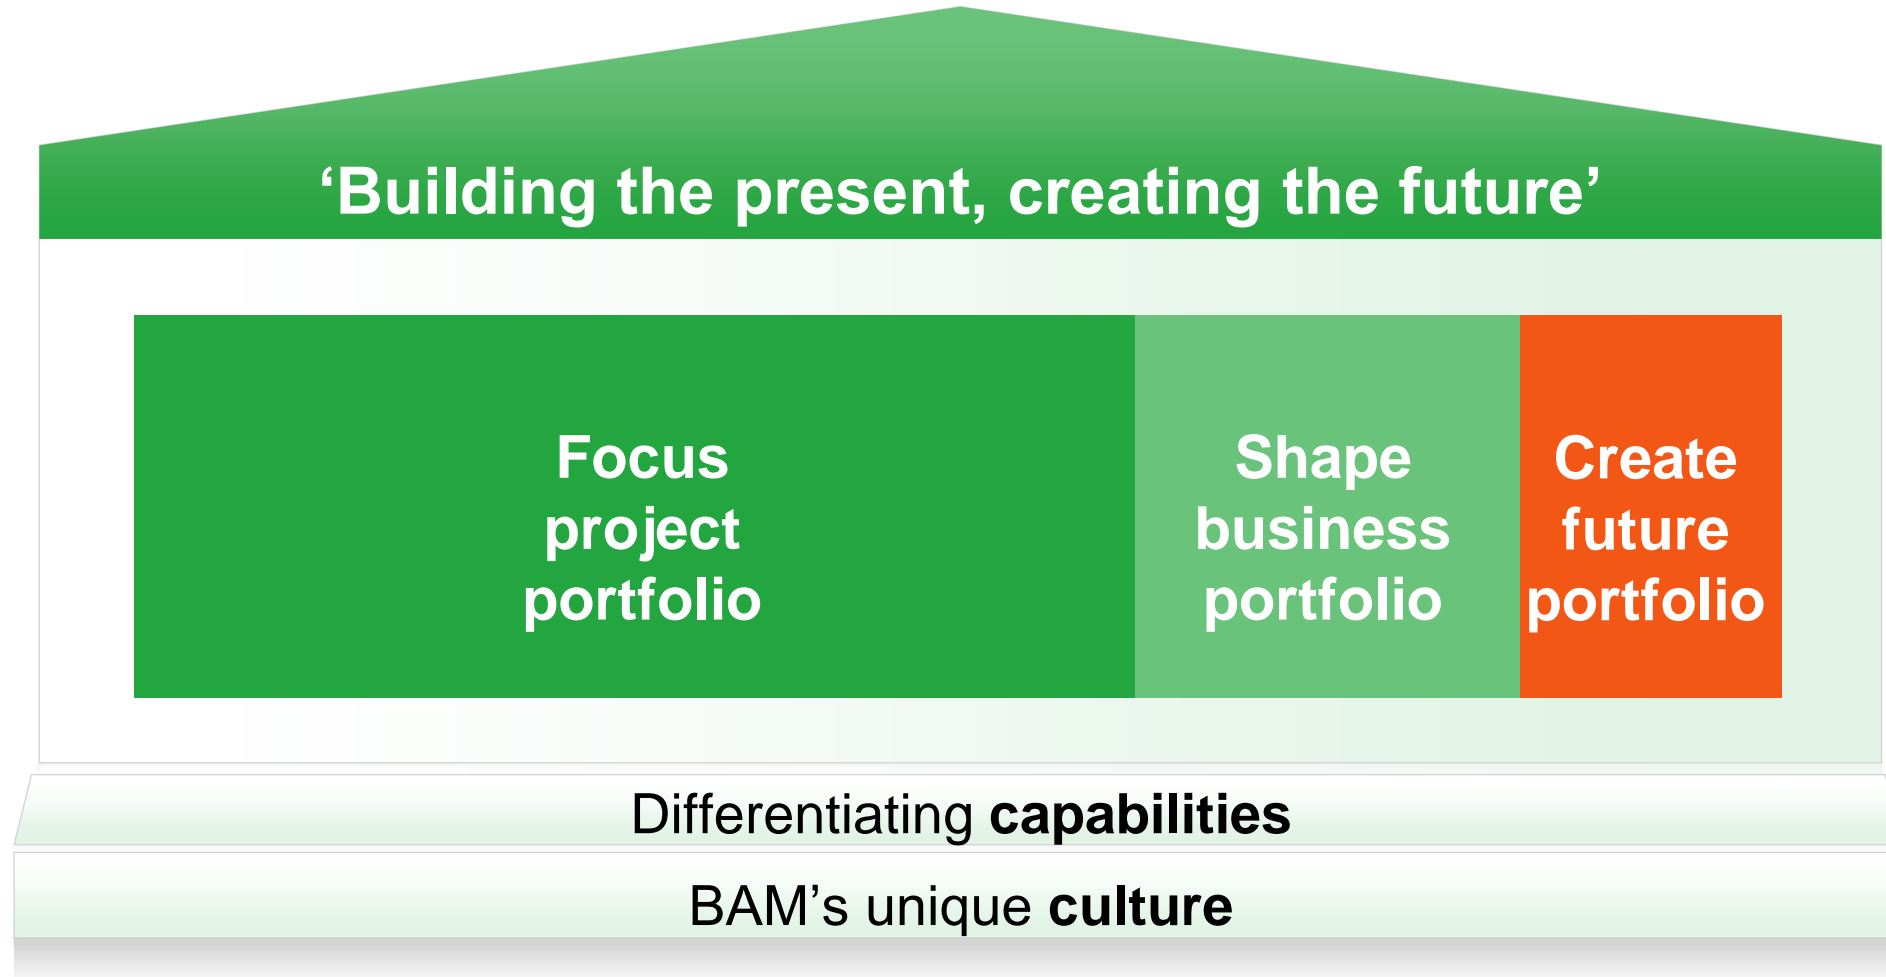 ‘Building the present, creating the future’
Focus
project
portfolio
Shape
business
portfolio
Create
future
portfolio
Differentiating capabilities
BAM’s unique culture